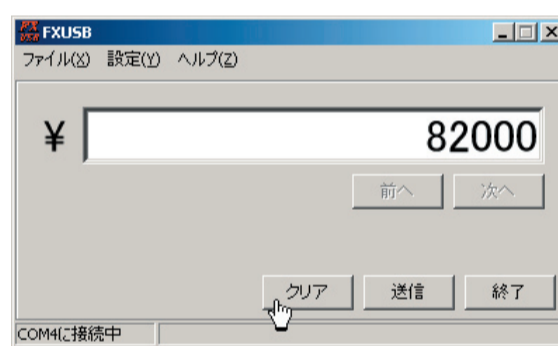 FXUSB
ファイル(X) 設定(Y) ヘルプ(Z)
¥ 82000
前へ 次へ
クリア 送信 終了
COM4に接続中